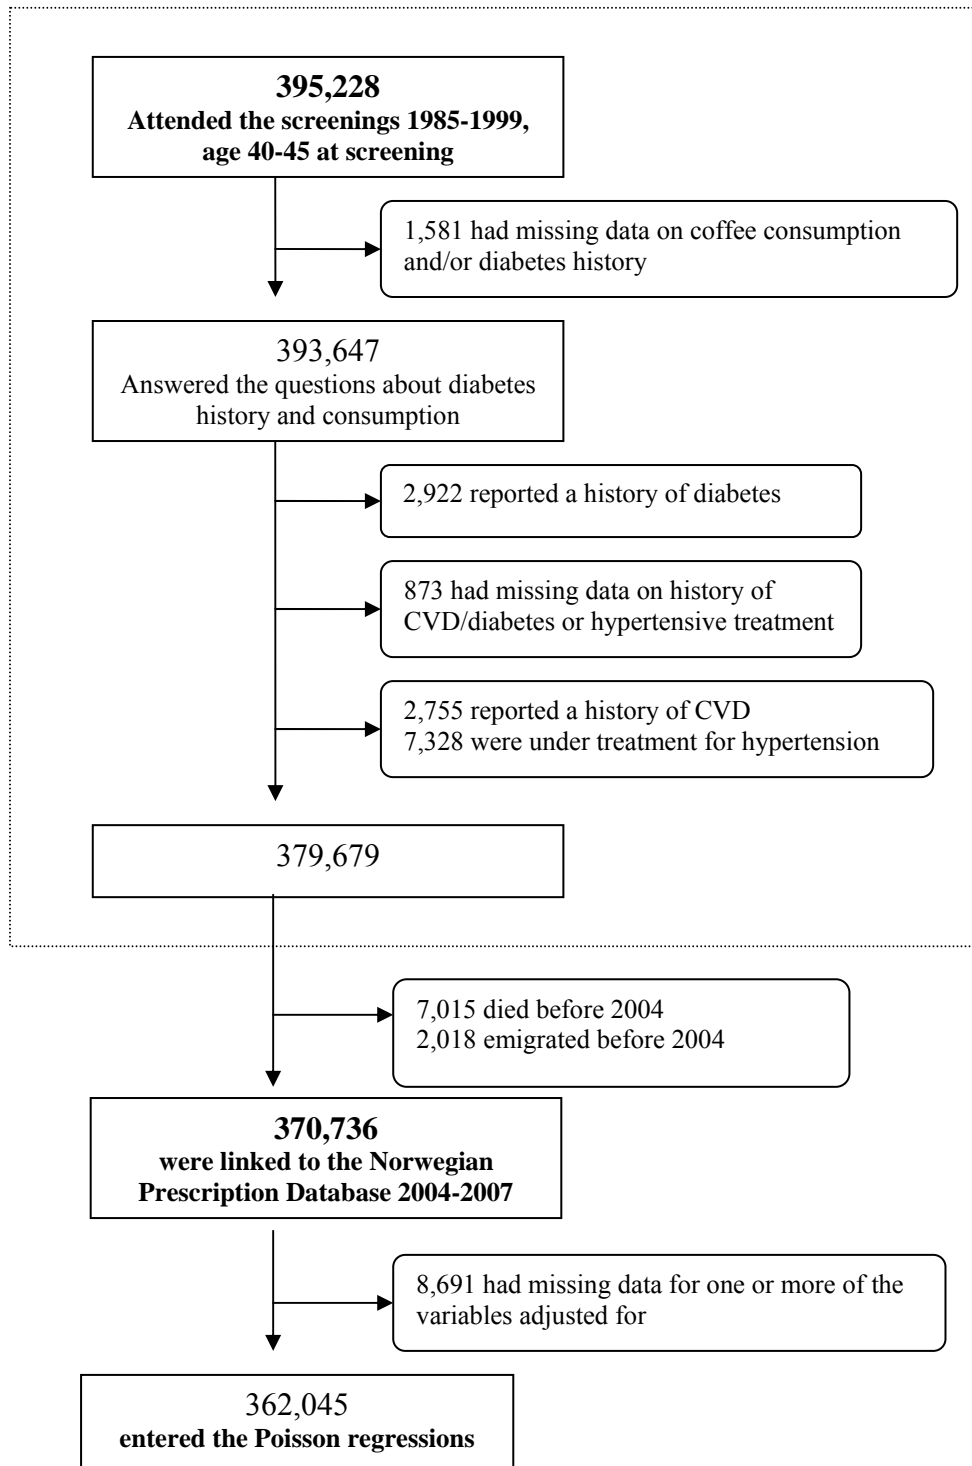 395,228
Attended the screenings 1985-1999,
age 40-45 at screening
1,581 had missing data on coffee consumption
and/or diabetes history
393,647
Answered the questions about diabetes
history and consumption
2,922 reported a history of diabetes
873 had missing data on history of
CVD/diabetes or hypertensive treatment
2,755 reported a history of CVD
7,328 were under treatment for hypertension
379,679
7,015 died before 2004
2,018 emigrated before 2004
370,736
were linked to the Norwegian
Prescription Database 2004-2007
8,691 had missing data for one or more of the
variables adjusted for
362,045
entered the Poisson regressions